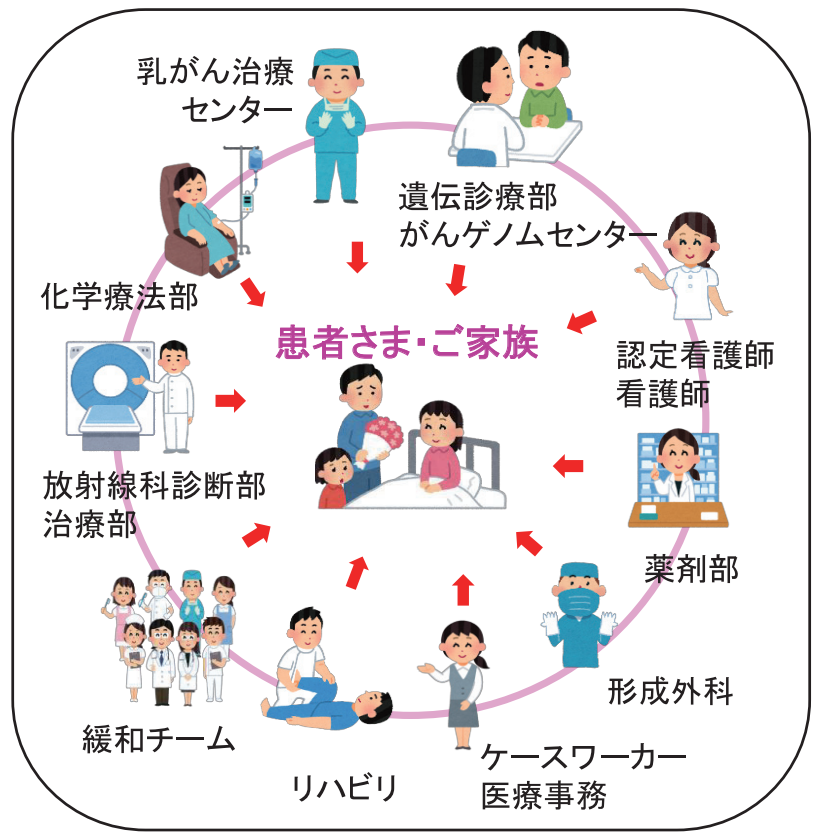 乳がん治療
センター
遺伝診療部
がんゲノムセンター
化学療法部
患者さま・ご家族
認定看護師
看護師
放射線科診断部
治療部
薬剤部
形成外科
緩和チーム
リハビリ
ケースワーカー
医療事務